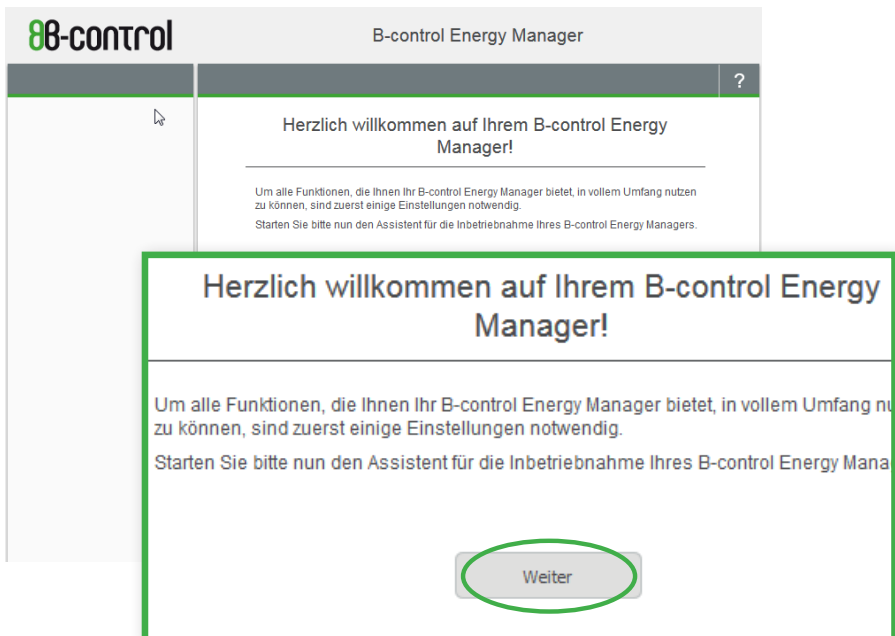 B-control
B-control Energy Manager
?
Herzlich willkommen auf Ihrem B-control Energy
Manager!
Um alle Funktionen, die Ihnen Ihr B-control Energy Manager bietet, in vollem Umfang nutzen
zu können, sind zuerst einige Einstellungen notwendig.
Starten Sie bitte nun den Assistent für die Inbetriebnahme Ihres B-control Energy Managers.
Herzlich willkommen auf Ihrem B-control Energy
Manager!
Um alle Funktionen, die Ihnen Ihr B-control Energy Manager bietet, in vollem Umfang nu
zu können, sind zuerst einige Einstellungen notwendig.
Starten Sie bitte nun den Assistent für die Inbetriebnahme Ihres B-control Energy Mana
Weiter